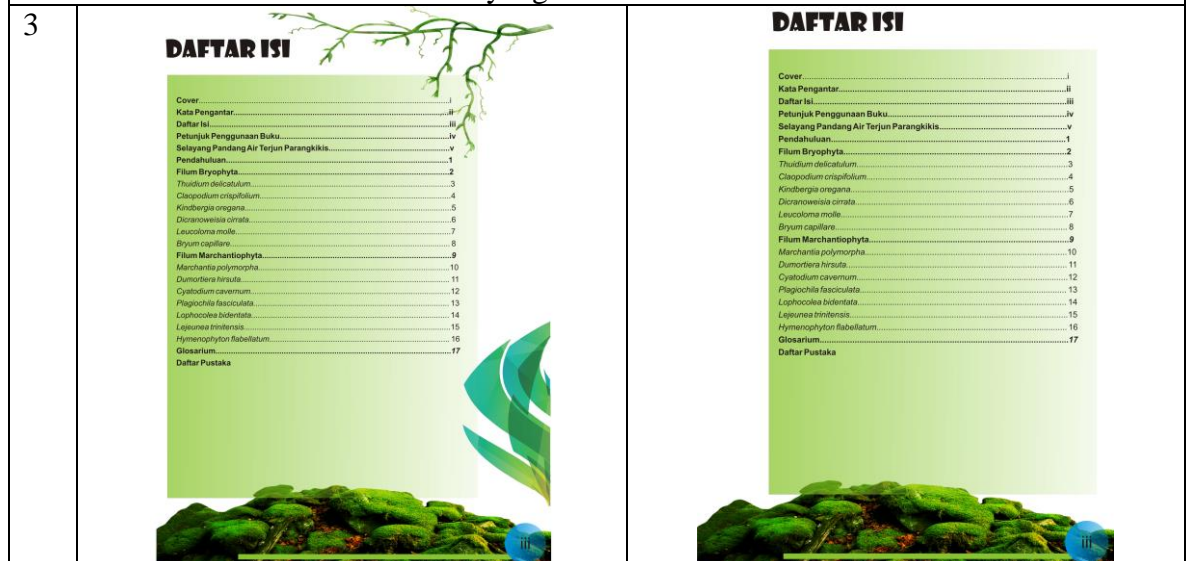 3
DAFTAR ISI
Cover.....i
Kata Pengantar.....ii
Daftar Isi.....iii
Petunjuk Penggunaan Buku.....iv
Selayang Pandang Air Terjun Parangkikis.....v
Pendahuluan.....1
Filum Bryophyta.....2
Thuidium delicatulum.....3
Claopodium crispifolium.....4
Kindbergia oregana.....5
Dicranoweisia cirrata.....6
Leucoloma molle.....7
Bryum capillare.....8
Filum Marchantiophyta.....9
Marchantia polymorpha.....10
Dumortiera hirsuta.....11
Cyatodium cavernum.....12
Plagiochila fasciculata.....13
Lophocolea bidentata.....14
Lejeunea trinitensis.....15
Hymenophyton flabellatum.....16
Glosarium.....17
Daftar Pustaka
iii
DAFTAR ISI
Cover.....i
Kata Pengantar.....ii
Daftar Isi.....iii
Petunjuk Penggunaan Buku.....iv
Selayang Pandang Air Terjun Parangkikis.....v
Pendahuluan.....1
Filum Bryophyta.....2
Thuidium delicatulum.....3
Claopodium crispifolium.....4
Kindbergia oregana.....5
Dicranoweisia cirrata.....6
Leucoloma molle.....7
Bryum capillare.....8
Filum Marchantiophyta.....9
Marchantia polymorpha.....10
Dumortiera hirsuta.....11
Cyatodium cavernum.....12
Plagiochila fasciculata.....13
Lophocolea bidentata.....14
Lejeunea trinitensis.....15
Hymenophyton flabellatum.....16
Glosarium.....17
Daftar Pustaka
iii